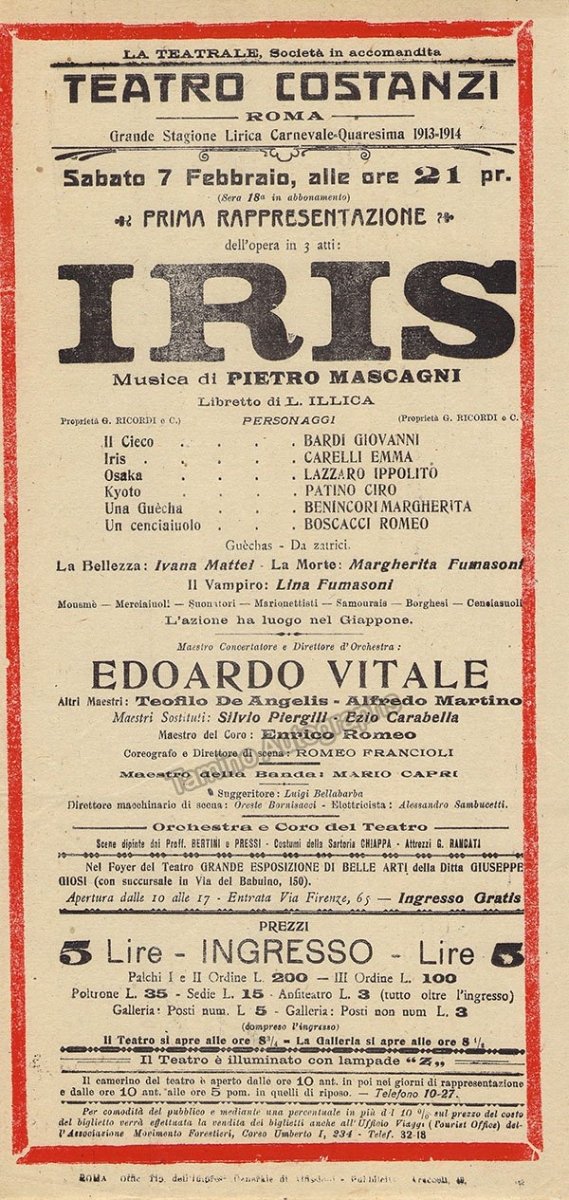 LA TEATRALE, Società in accomandita
TEATRO COSTANZI
ROMA
Grande Stagione Lirica Carnevale-Quaresima 1913-1914
Sabato 7 Febbraio, alle ore 21 pr.
(Sera 18ª in abbonamento)
PRIMA RAPPRESENTAZIONE
dell'opera in 3 atti:
IRIS
Musica di PIETRO MASCAGNI
Libretto di L. ILLICA
Proprietà G. RICORDI e C.) PERSONAGGI (Proprietà G. RICORDI e C.
Il Cieco . . . . BARDI GIOVANNI
Iris . . . . . CARELLI EMMA
Osaka . . . . LAZZARO IPPOLITO
Kyoto . . . . PATINO CIRO
Una Guècha . . . BENINCORI MARGHERITA
Un cenciaiuolo . . . BOSCACCI ROMEO
Guèchas - Da zatrici.
La Bellezza: Ivana Mattei - La Morte: Margherita Fumasoni
Il Vampiro: Lina Fumasoni
Mousmè — Merciaiuoli — Suonatori — Marionettisti — Samourais — Borghesi — Cenciasuoli
L'azione ha luogo nel Giappone.
Maestro Concertatore e Direttore d'Orchestra:
EDOARDO VITALE
Altri Maestri: Teofilo De Angelis - Alfredo Martino
Maestri Sostituti: Silvio Piergili - Ezio Carabella
Maestro del Coro: Enrico Romeo
Coreografo e Direttore di scena: ROMEO FRANCIOLI
Maestro della Banda: MARIO CAPRI
Suggeritore: Luigi Bellabarba
Direttore macchinario di scena: Oreste Bornisacci - Elettricista: Alessandro Sambucetti.
Orchestra e Coro del Teatro
Scene dipinte dai Proff. BERTINI e PRESSI - Costumi della Sartoria CHIAPPA - Attrezzi G. RANCATI
Nel Foyer del Teatro GRANDE ESPOSIZIONE DI BELLE ARTI della Ditta GIUSEPPE
GIOSI (con succursale in Via del Babuino, 150).
Apertura dalle 10 alle 17 - Entrata Via Firenze, 65 — Ingresso Gratis
PREZZI
5 Lire - INGRESSO - Lire 5
Palchi I e II Ordine L. 200 — III Ordine L. 100
Poltrone L. 35 - Sedie L. 15 - Anfiteatro L. 3 (tutto oltre l'ingresso)
Galleria: Posti num. L 5 - Galleria: Posti non num L. 3
(compreso l'ingresso)
Il Teatro si apre alle ore 8¾ - La Galleria si apre alle ore 8
Il Teatro è illuminato con lampade "Z"
Il camerino del teatro è aperto dalle ore 10 ant. in poi nei giorni di rappresentazione
e dalle ore 10 ant. alle ore 5 pom. in quelli di riposo. — Telefono 10-27.
Per comodità del pubblico e mediante una percentuale in più del 10 % sul prezzo del costo
del biglietto verrà effettuata la vendita dei biglietti anche all'Ufficio Viaggi (Tourist Office) del-
l'Associazione Movimento Forestieri, Corso Umberto I, 234 - Telef. 32-18
ROMA
Tamino Autographs